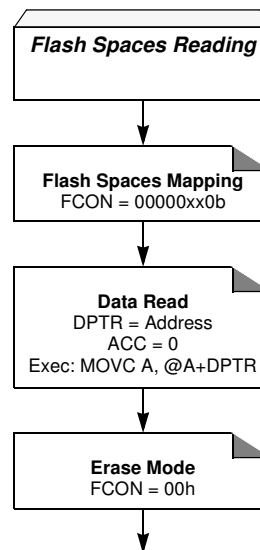 Flash Spaces Reading
Flash Spaces Mapping
FCON = 00000xx0b
Data Read
DPTR = Address
ACC = 0
Exec: MOVC A, @A+DPTR
Erase Mode
FCON = 00h